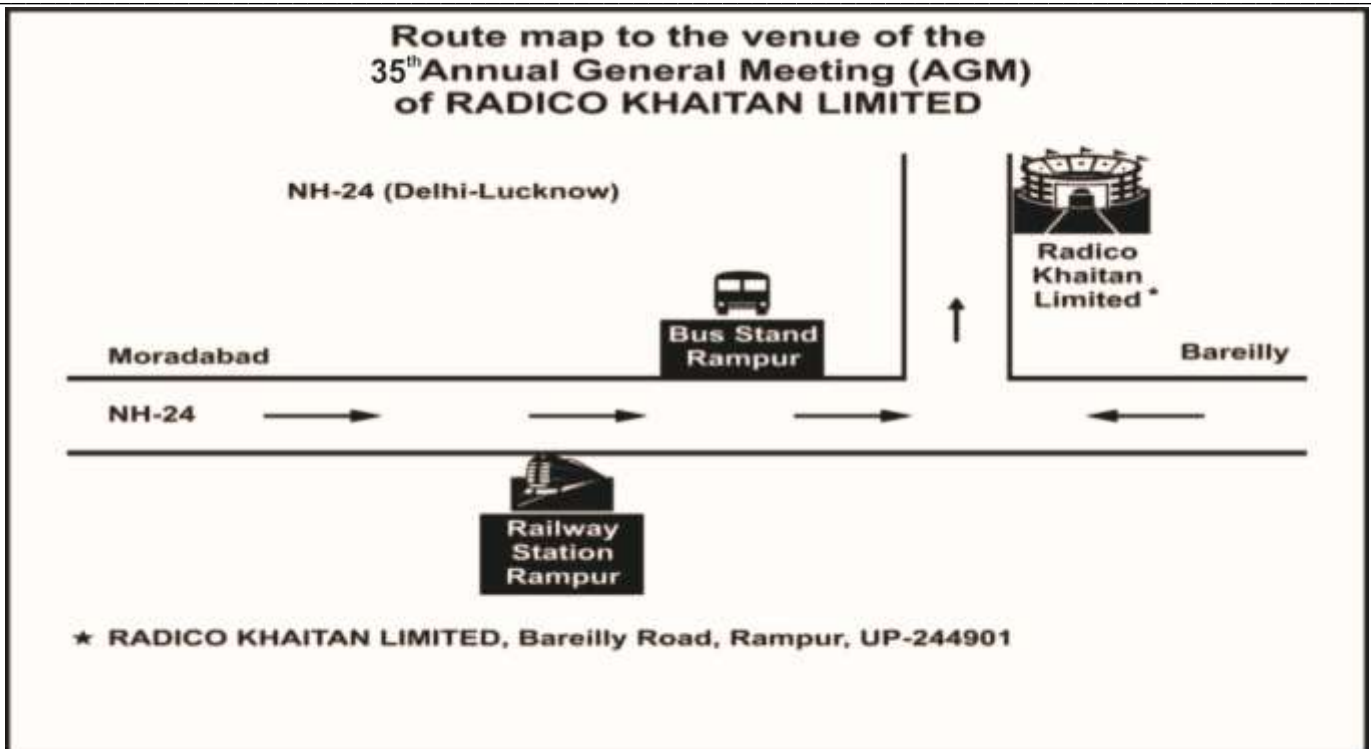 Route map to the venue of the
35th Annual General Meeting (AGM)
of RADICO KHAITAN LIMITED
NH-24 (Delhi-Lucknow)
Radico
Khaitan
Limited *
Bus Stand
Rampur
Moradabad
Bareilly
NH-24
Railway
Station
Rampur
★ RADICO KHAITAN LIMITED, Bareilly Road, Rampur, UP-244901